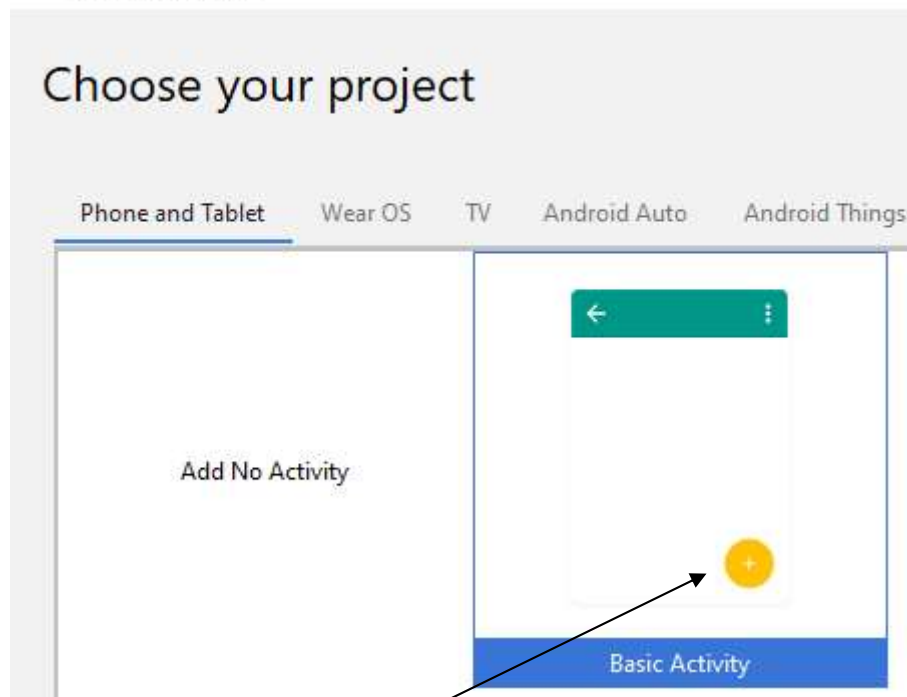 Choose your project
Phone and Tablet Wear OS TV Android Auto Android Things
Add No Activity
+
Basic Activity